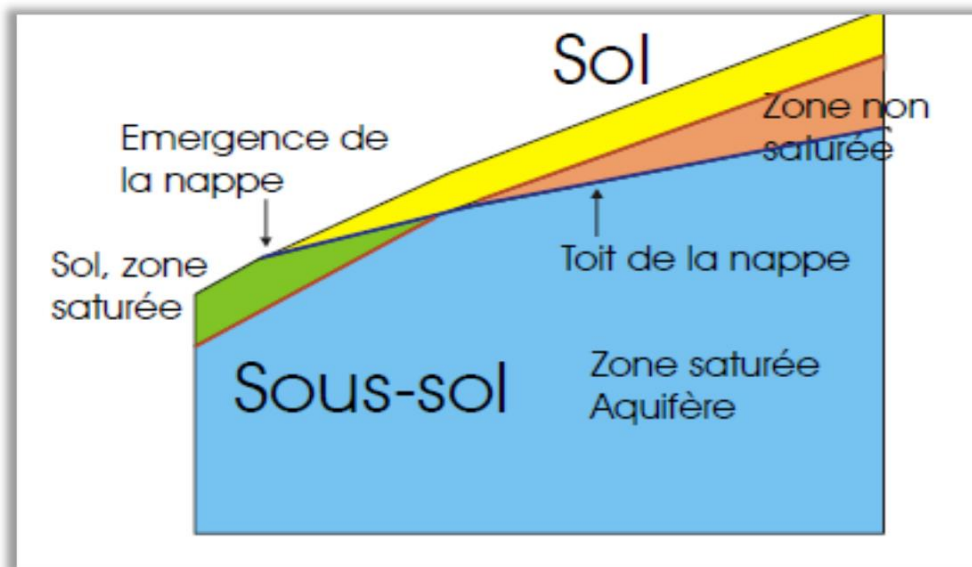 Sol
Zone non
saturée
Emergence de
la nappe
Sol, zone
saturée
Toit de la nappe
Sous-sol
Zone saturée
Aquifère